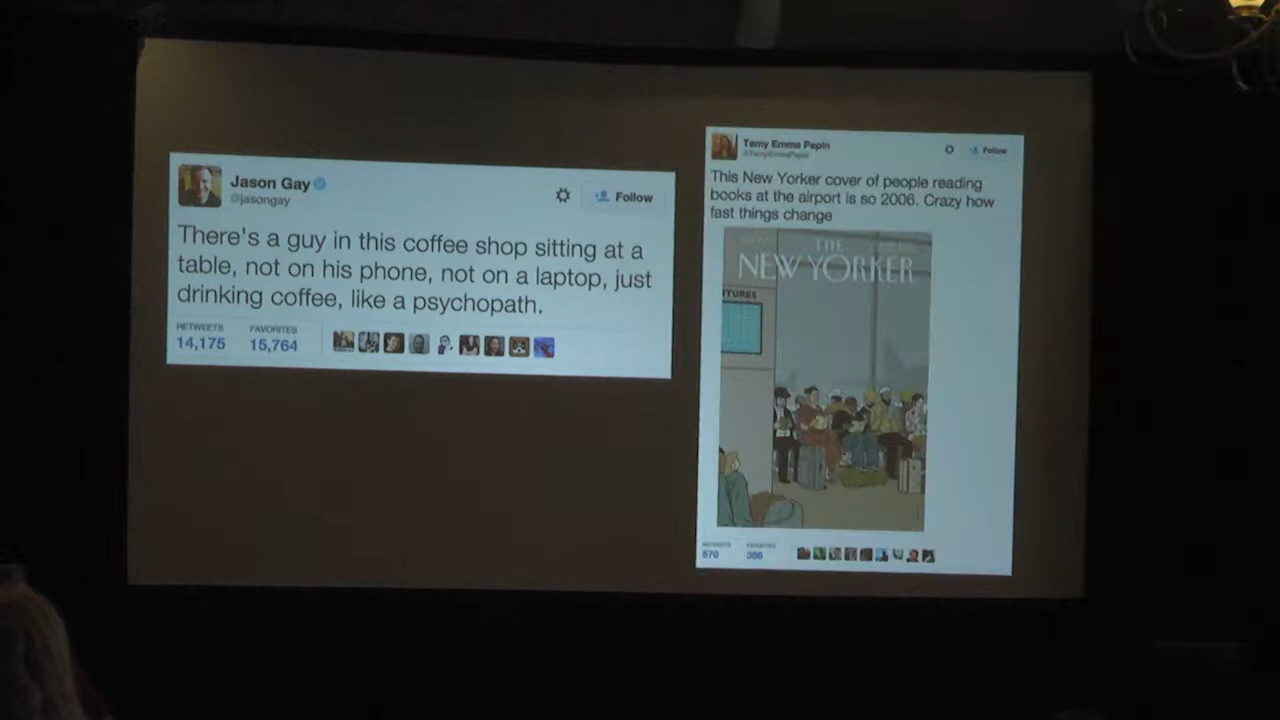 Jason Gay
@jasongay
Follow
There's a guy in this coffee shop sitting at a
table, not on his phone, not on a laptop, just
drinking coffee, like a psychopath.
RETWEETS FAVORITES
14,175 15,764
Tamy Emma Pepin
@TamyEmmaPepin
Follow
This New Yorker cover of people reading
books at the airport is so 2006. Crazy how
fast things change
THE
NEW YORKER
TURES
RETWEETS FAVORITES
570 386